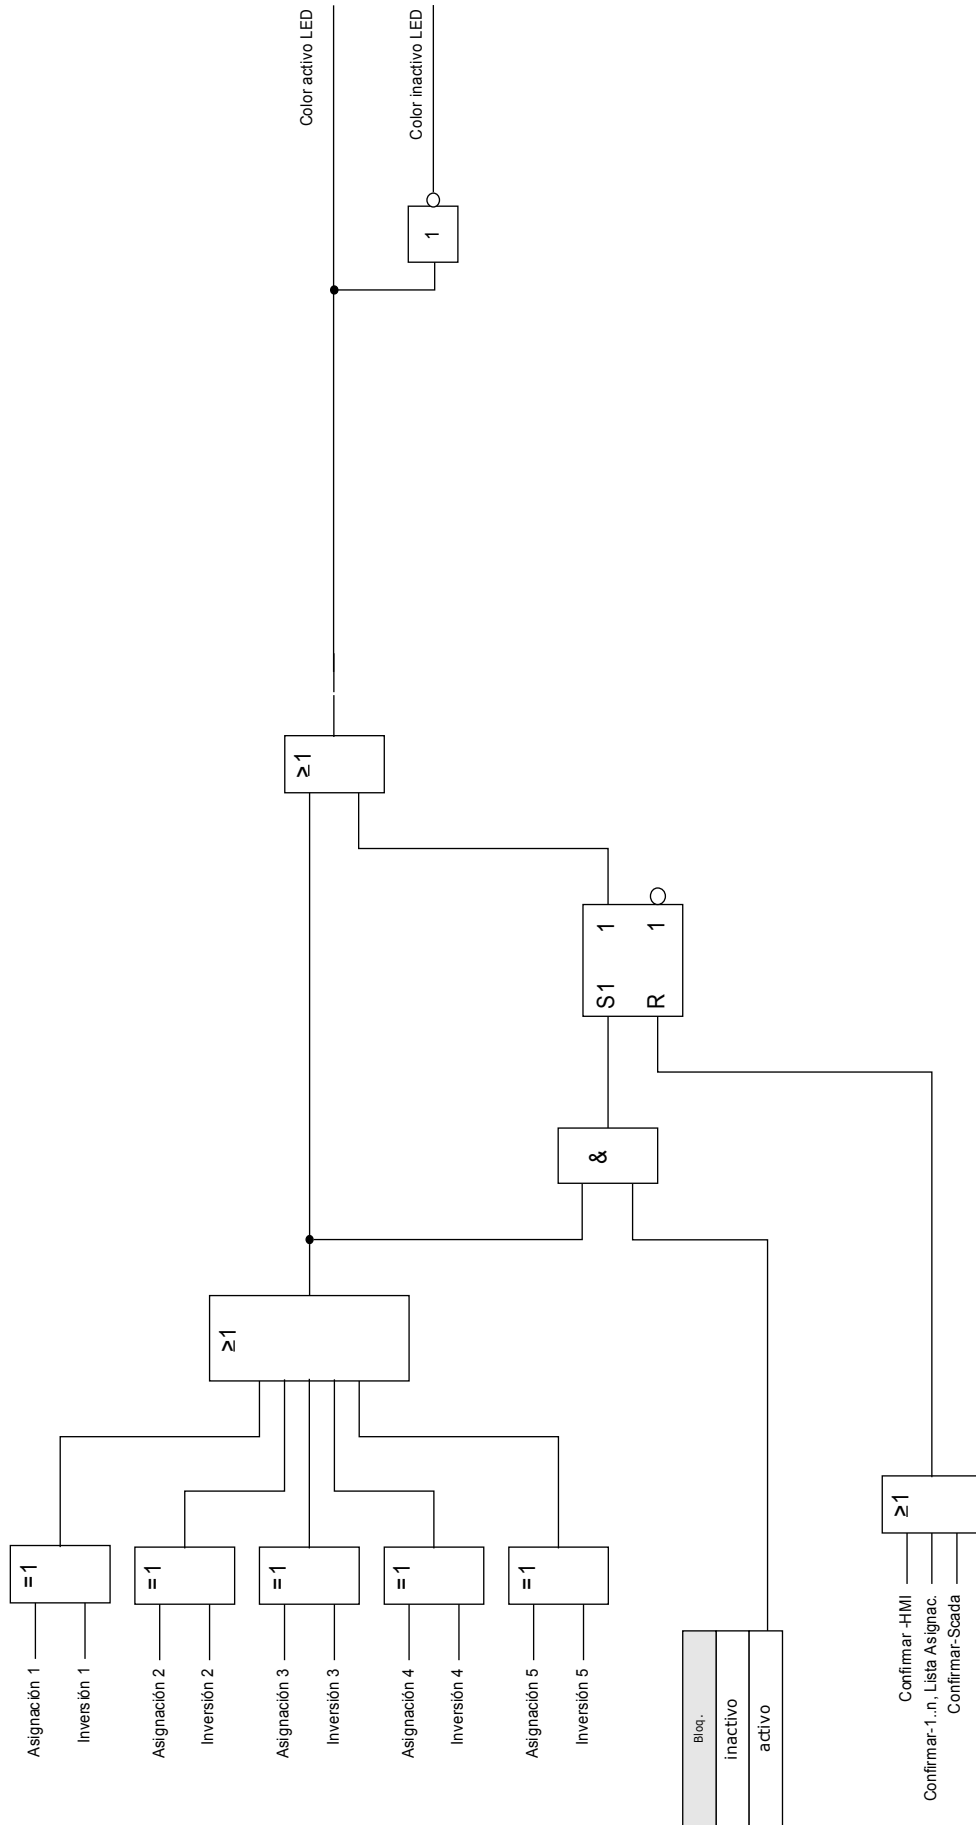 Color activo LED
Color inactivo LED
1
≥1
S1 1
R 1
&
≥1
=1
=1
=1
=1
=1
Asignación 1
Inversión 1
Asignación 2
Inversión 2
Asignación 3
Inversión 3
Asignación 4
Inversión 4
Asignación 5
Inversión 5
Bloq.
inactivo
activo
≥1
Confirmar -HMI
Confirmar-1..n, Lista Asignac.
Confirmar-Scada